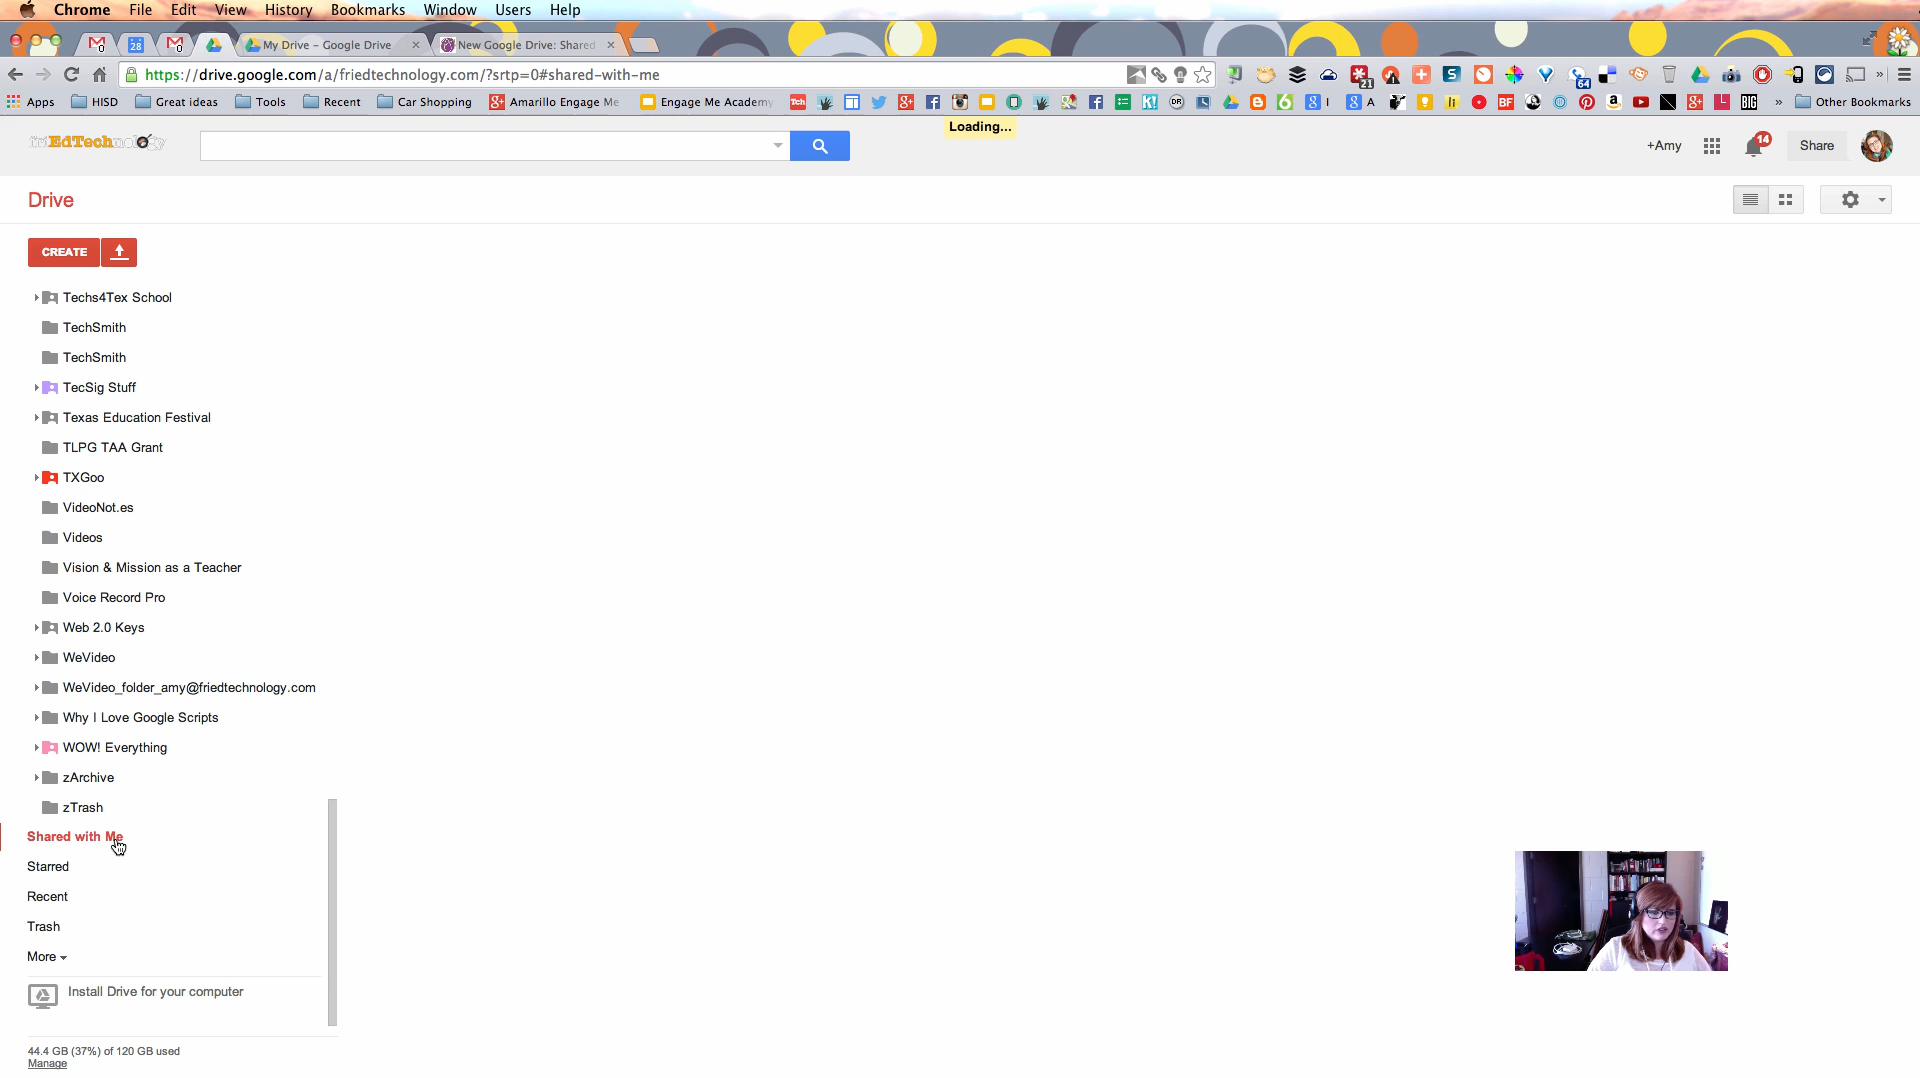 Chrome File Edit View History Bookmarks Window Users Help
My Drive – Google Drive × New Google Drive: Shared ×
https://drive.google.com/a/friedtechnology.com/?srtp=0#shared-with-me
Apps HISD Great ideas Tools Recent Car Shopping Amarillo Engage Me Engage Me Academy Other Bookmarks
Loading...
friEdTechnology
+Amy 14 Share
Drive
CREATE
Techs4Tex School
TechSmith
TechSmith
TecSig Stuff
Texas Education Festival
TLPG TAA Grant
TXGoo
VideoNot.es
Videos
Vision & Mission as a Teacher
Voice Record Pro
Web 2.0 Keys
WeVideo
WeVideo_folder_amy@friedtechnology.com
Why I Love Google Scripts
WOW! Everything
zArchive
zTrash
Shared with Me
Starred
Recent
Trash
More
Install Drive for your computer
44.4 GB (37%) of 120 GB used
Manage